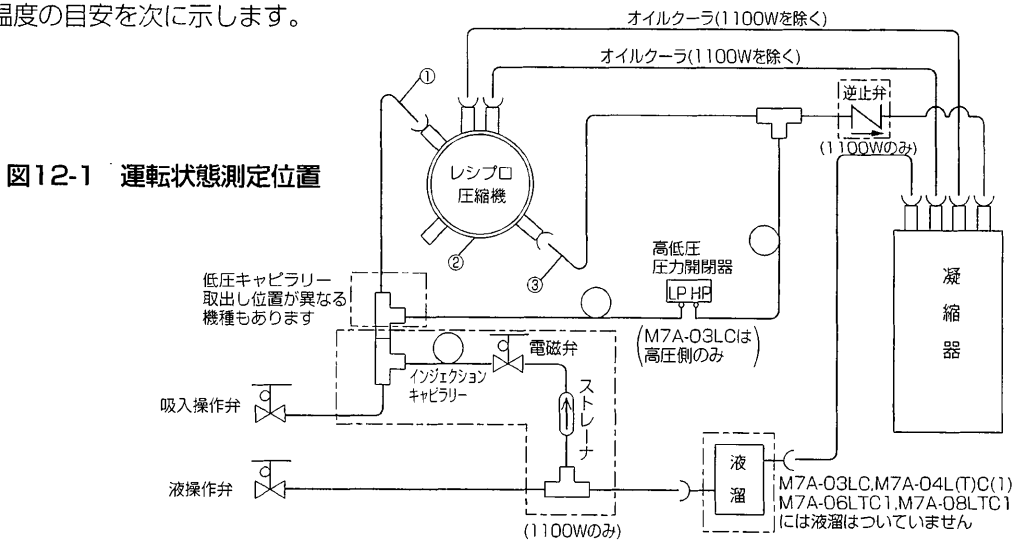 温度の目安を次に示します。
オイルクーラ(1100Wを除く)
オイルクーラ(1100Wを除く)
①
逆止弁
(1100Wのみ)
図12-1 運転状態測定位置
レシプロ
圧縮機
②
③
高低圧
圧力開閉器
LP HP
(M7A-03LCは
高圧側のみ)
凝
縮
器
低圧キャピラリー
取出し位置が異なる
機種もあります
電磁弁
インジェクション
キャピラリー
ストレーナ
吸入操作弁
液操作弁
(1100Wのみ)
液
溜
M7A-03LC,M7A-04L(T)C(1)
M7A-06LTC1,M7A-08LTC1
には液溜はついていません